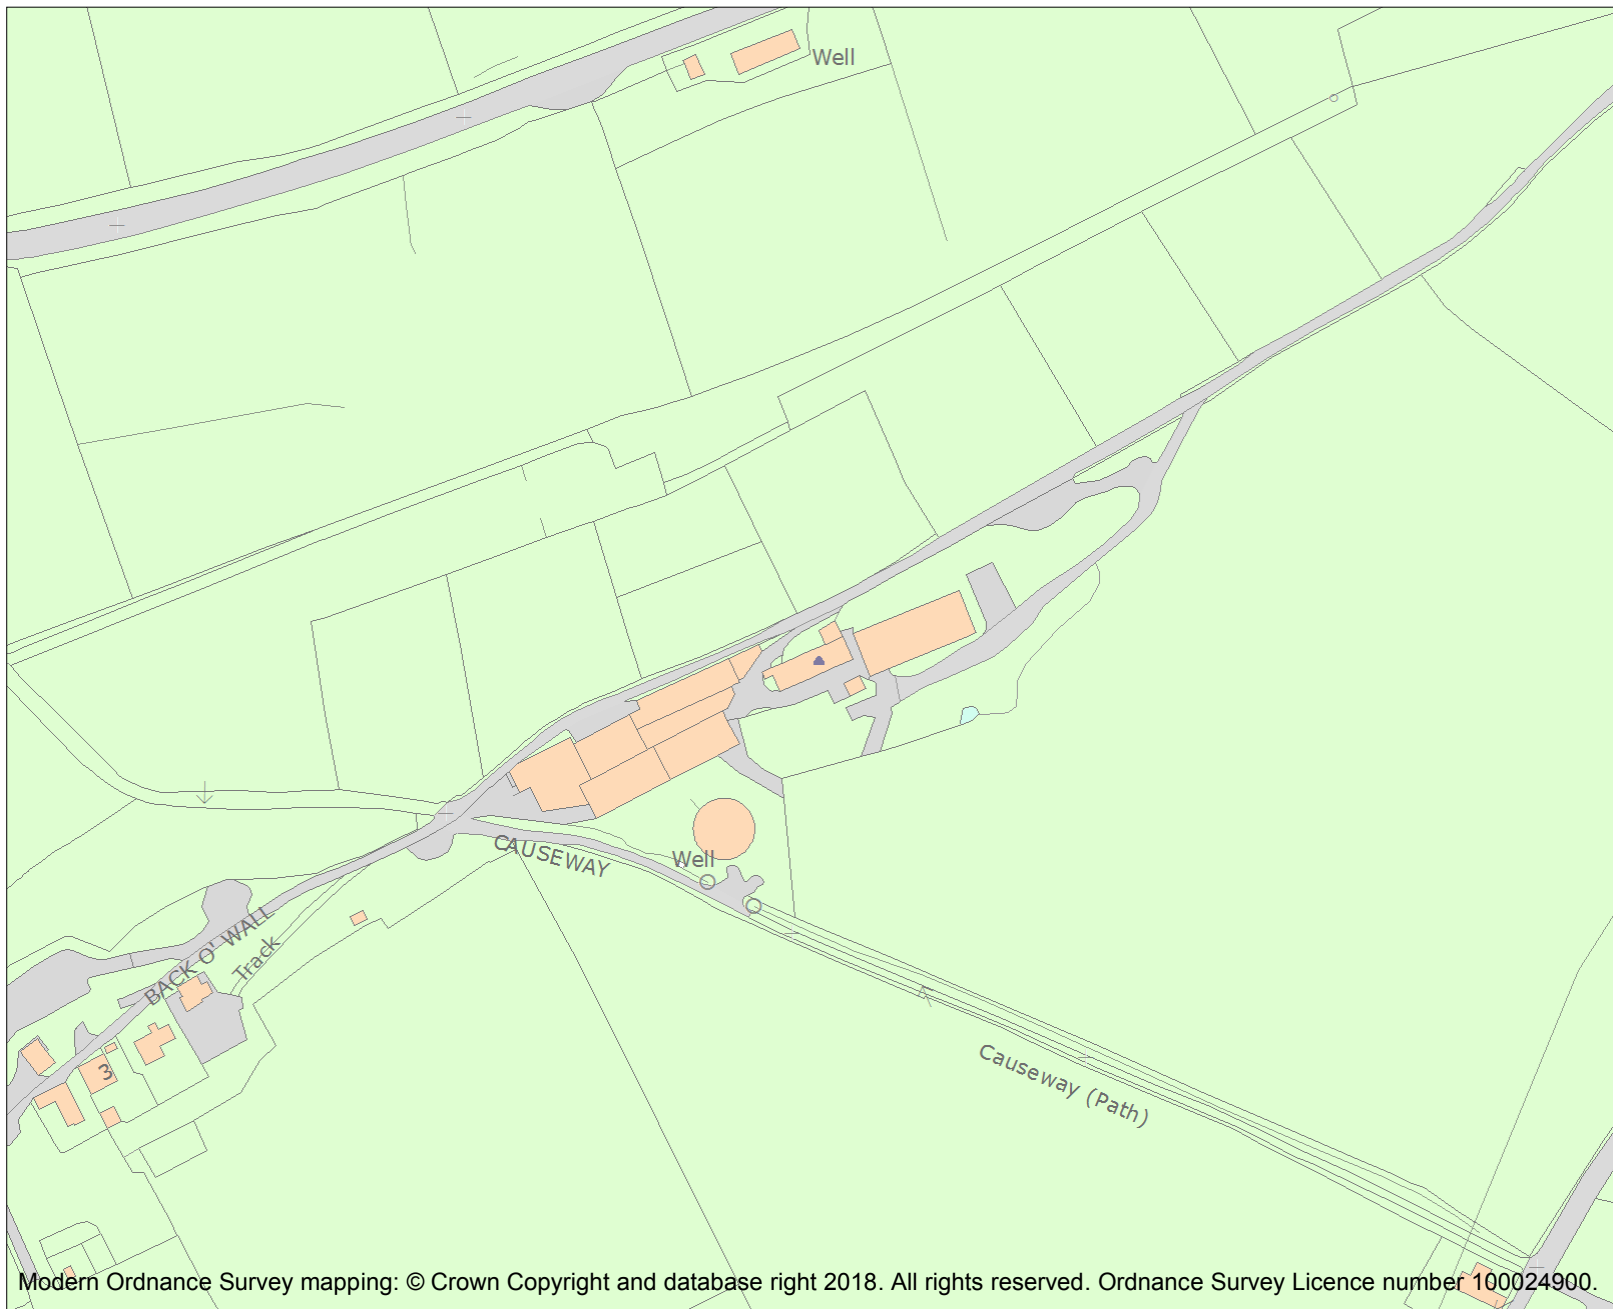 Well
CAUSEWAY
Well
BACK O' WALL
Track
3
Causeway (Path)
Modern Ordnance Survey mapping: © Crown Copyright and database right 2018. All rights reserved. Ordnance Survey Licence number 100024900.